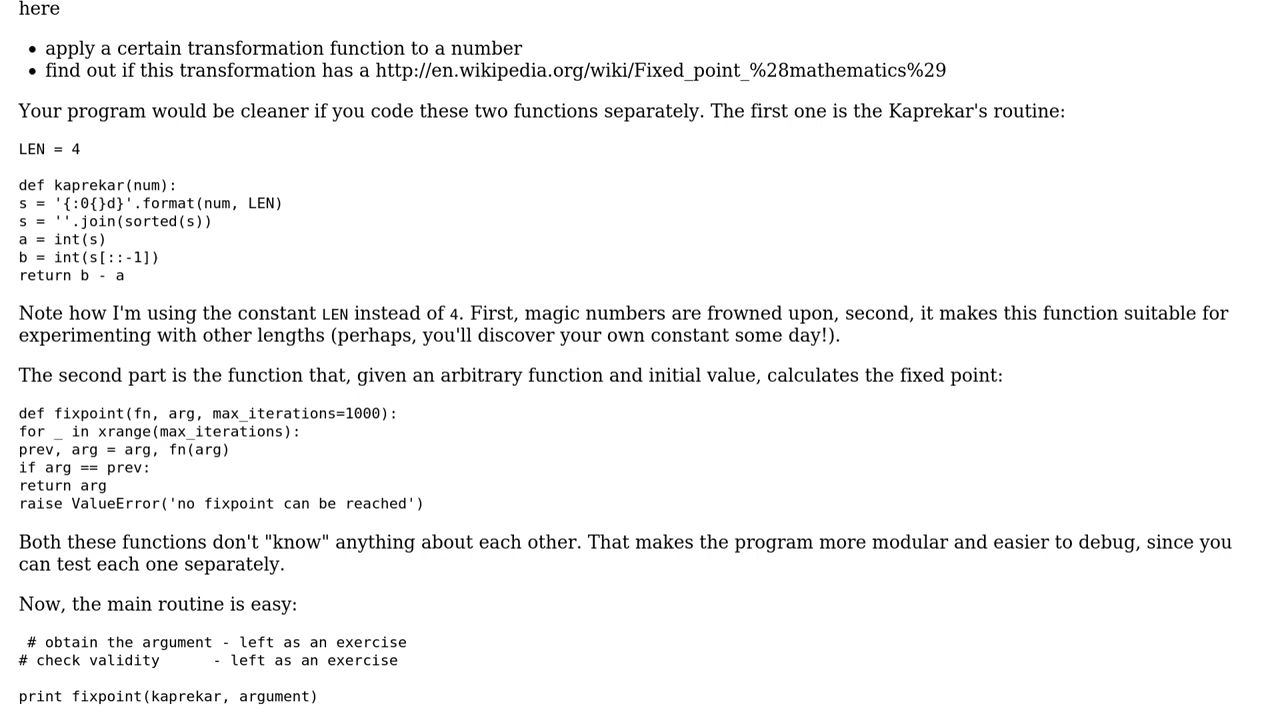 here
• apply a certain transformation function to a number
• find out if this transformation has a http://en.wikipedia.org/wiki/Fixed_point_%28mathematics%29
Your program would be cleaner if you code these two functions separately. The first one is the Kaprekar's routine:
LEN = 4
def kaprekar(num):
s = '{:0{}d}'.format(num, LEN)
s = ''.join(sorted(s))
a = int(s)
b = int(s[::-1])
return b - a
Note how I'm using the constant LEN instead of 4. First, magic numbers are frowned upon, second, it makes this function suitable for
experimenting with other lengths (perhaps, you'll discover your own constant some day!).
The second part is the function that, given an arbitrary function and initial value, calculates the fixed point:
def fixpoint(fn, arg, max_iterations=1000):
for _ in xrange(max_iterations):
prev, arg = arg, fn(arg)
if arg == prev:
return arg
raise ValueError('no fixpoint can be reached')
Both these functions don't "know" anything about each other. That makes the program more modular and easier to debug, since you
can test each one separately.
Now, the main routine is easy:
# obtain the argument - left as an exercise
# check validity      - left as an exercise
print fixpoint(kaprekar, argument)